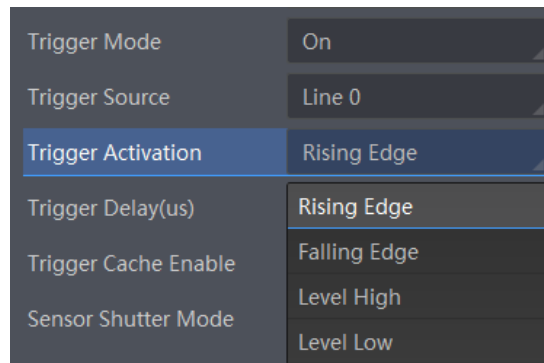 Trigger Mode On
Trigger Source Line 0
Trigger Activation Rising Edge
Trigger Delay(us) Rising Edge
Trigger Cache Enable Falling Edge
Level High
Sensor Shutter Mode
Level Low